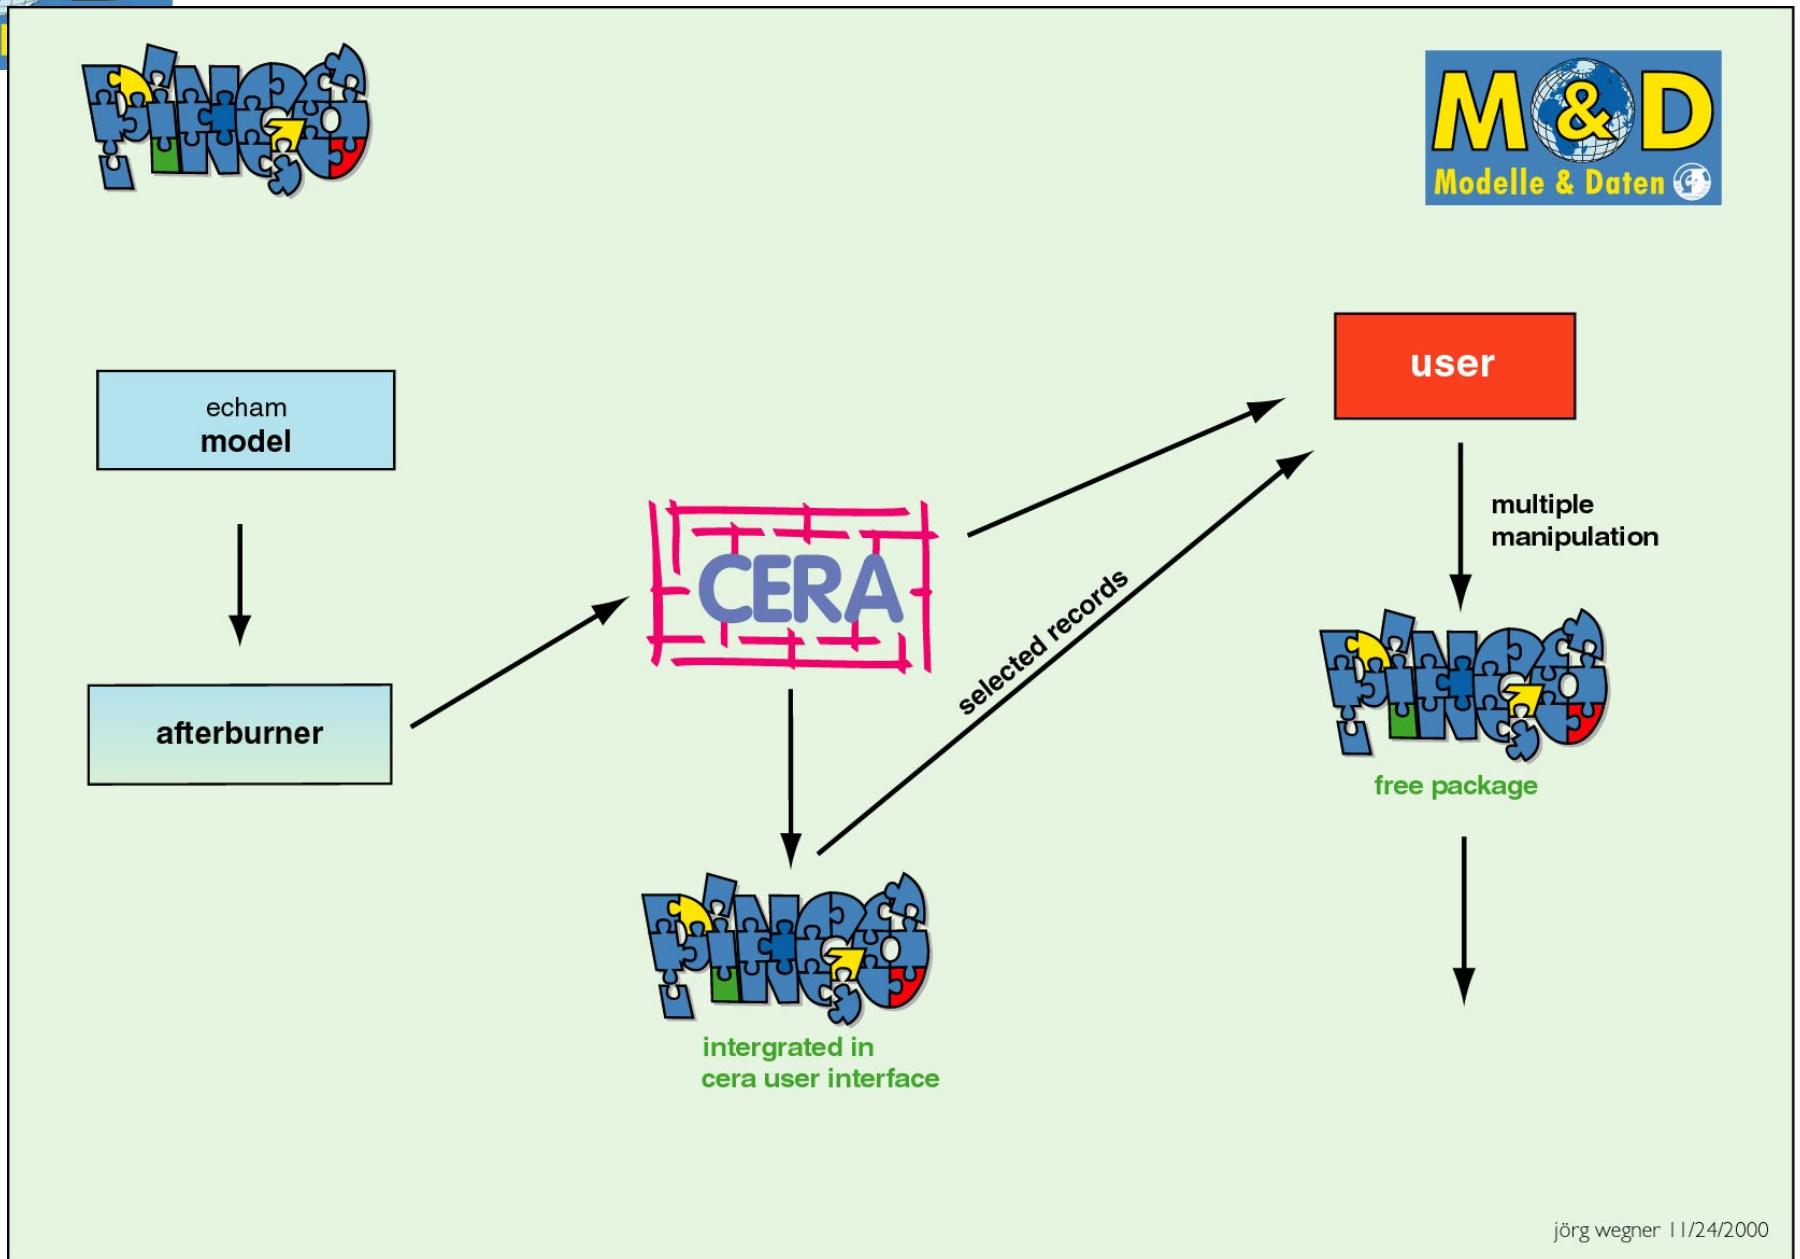 PINGO
M & D
Modelle & Daten
user
echam
model
multiple
manipulation
CERA
selected records
afterburner
PINGO
free package
PINGO
intergrated in
cera user interface
jörg wegner 11/24/2000